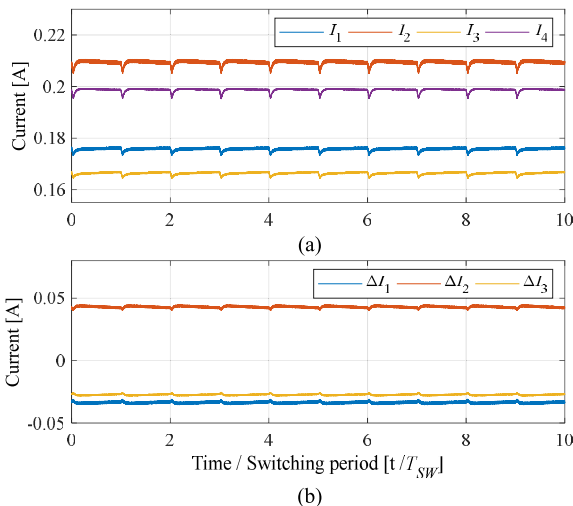 I1 I2 I3 I4
Current [A]
0.22
0.2
0.18
0.16
0 2 4 6 8 10
(a)
ΔI1 ΔI2 ΔI3
Current [A]
0.05
0
-0.05
0 2 4 6 8 10
Time / Switching period [t /TSW]
(b)